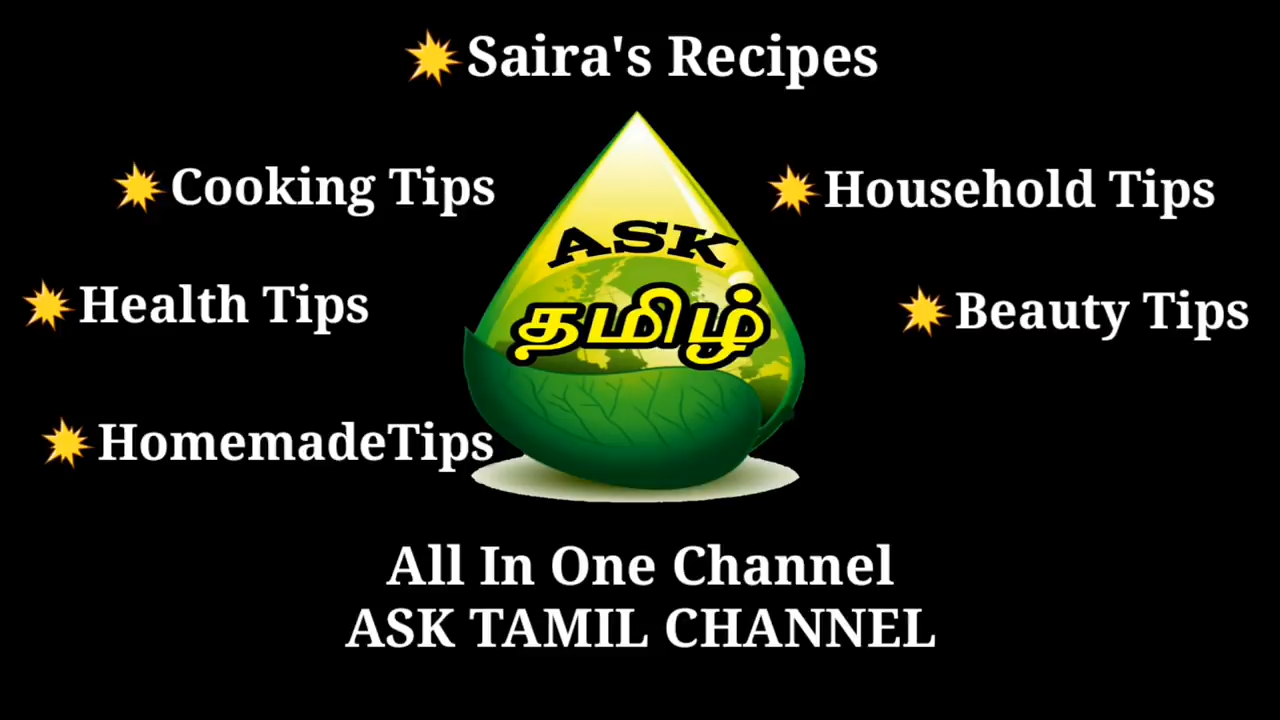 Saira's Recipes
Cooking Tips
Household Tips
ASK
தமிழ்
Health Tips
Beauty Tips
HomemadeTips
All In One Channel
ASK TAMIL CHANNEL